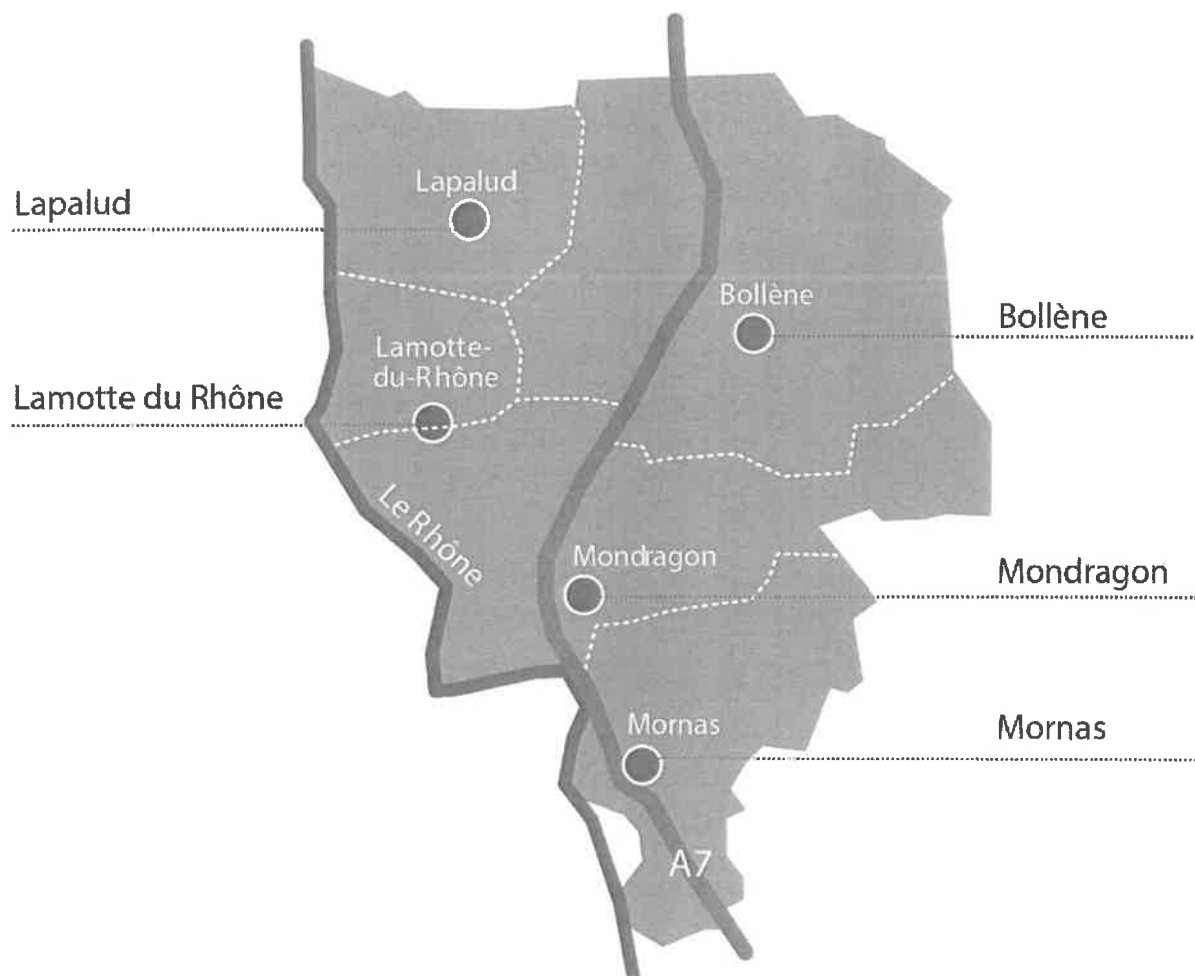 Lapalud
Lapalud
Bollène
Bollène
Lamotte-
du-Rhône
Lamotte du Rhône
Le Rhône
Mondragon
Mondragon
Mornas
Mornas
A7